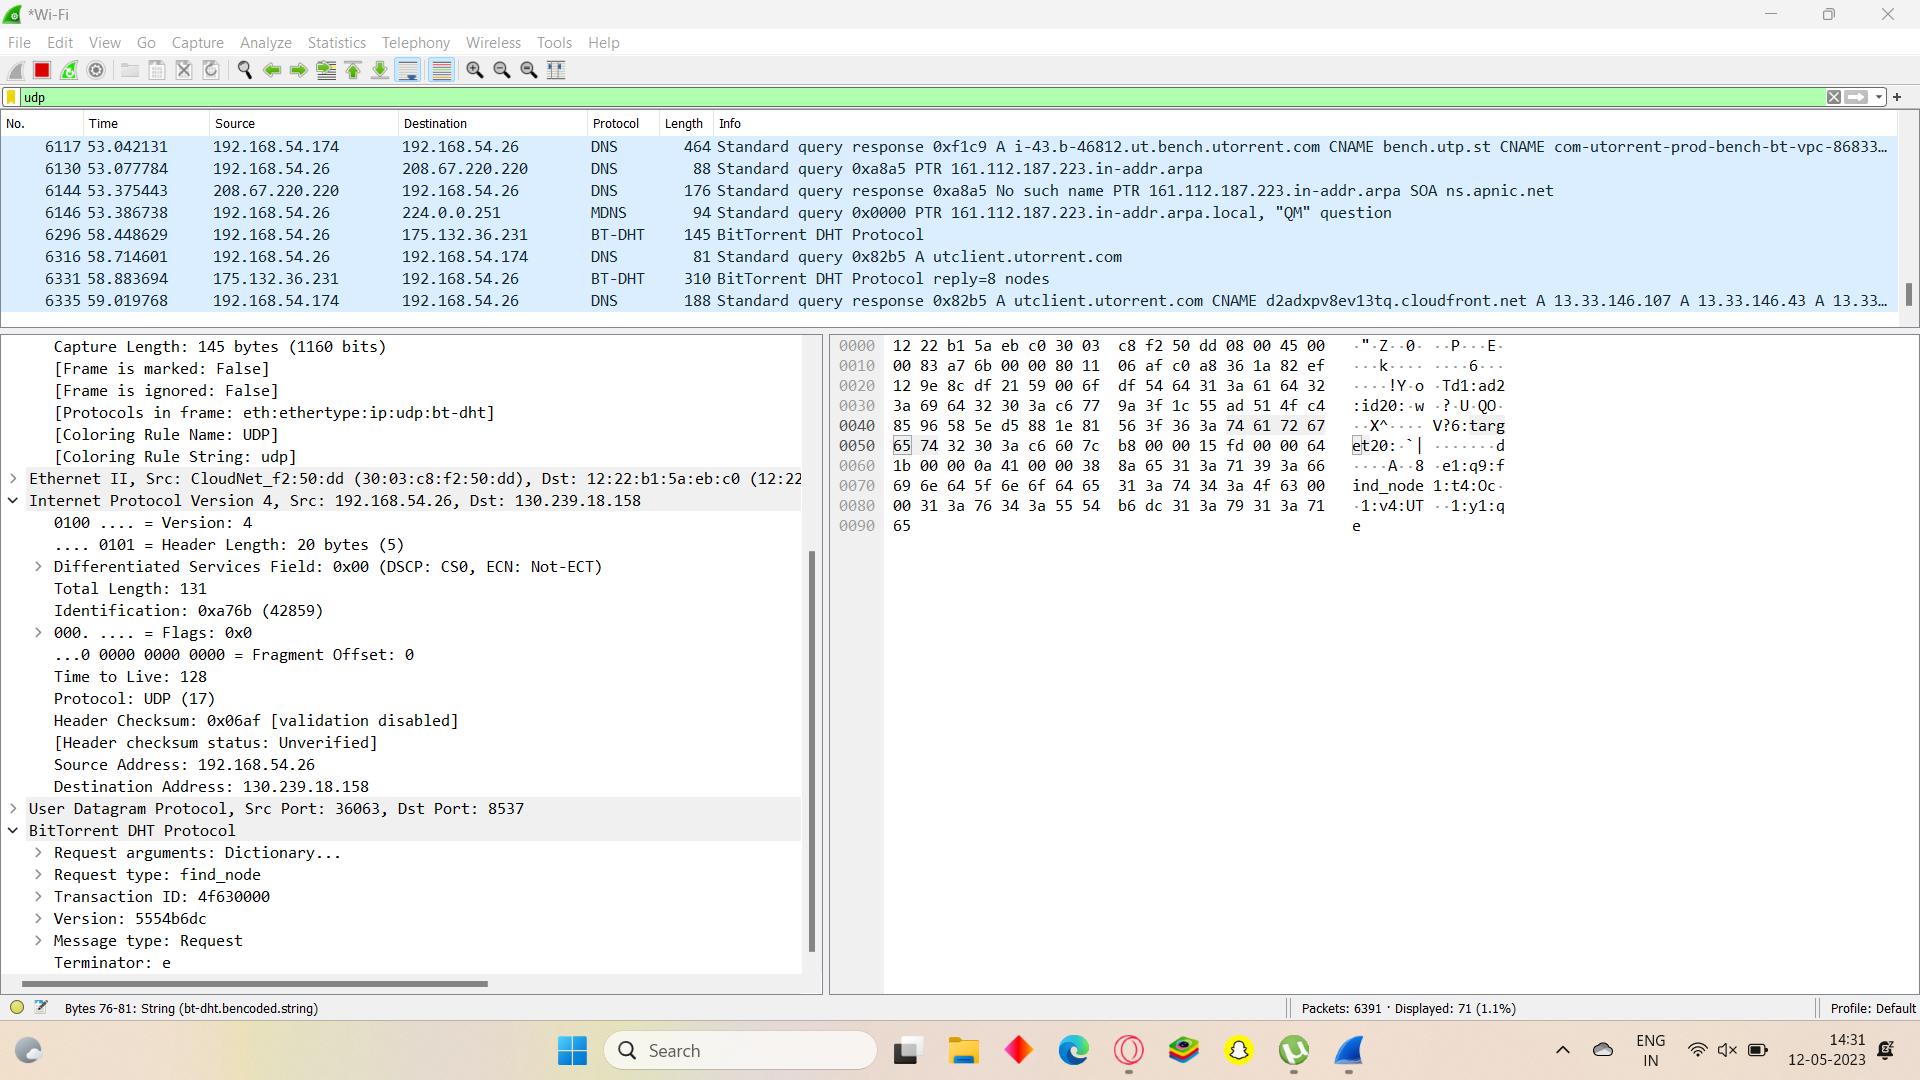 *Wi-Fi
File Edit View Go Capture Analyze Statistics Telephony Wireless Tools Help
udp
No. Time Source Destination Protocol Length Info
6117 53.042131 192.168.54.174 192.168.54.26 DNS 464 Standard query response 0xf1c9 A i-43.b-46812.ut.bench.utorrent.com CNAME bench.utp.st CNAME com-utorrent-prod-bench-bt-vpc-86833…
6130 53.077784 192.168.54.26 208.67.220.220 DNS 88 Standard query 0xa8a5 PTR 161.112.187.223.in-addr.arpa
6144 53.375443 208.67.220.220 192.168.54.26 DNS 176 Standard query response 0xa8a5 No such name PTR 161.112.187.223.in-addr.arpa SOA ns.apnic.net
6146 53.386738 192.168.54.26 224.0.0.251 MDNS 94 Standard query 0x0000 PTR 161.112.187.223.in-addr.arpa.local, "QM" question
6296 58.448629 192.168.54.26 175.132.36.231 BT-DHT 145 BitTorrent DHT Protocol
6316 58.714601 192.168.54.26 192.168.54.174 DNS 81 Standard query 0x82b5 A utclient.utorrent.com
6331 58.883694 175.132.36.231 192.168.54.26 BT-DHT 310 BitTorrent DHT Protocol reply=8 nodes
6335 59.019768 192.168.54.174 192.168.54.26 DNS 188 Standard query response 0x82b5 A utclient.utorrent.com CNAME d2adxpv8ev13tq.cloudfront.net A 13.33.146.107 A 13.33.146.43 A 13.33…
Capture Length: 145 bytes (1160 bits)
[Frame is marked: False]
[Frame is ignored: False]
[Protocols in frame: eth:ethertype:ip:udp:bt-dht]
[Coloring Rule Name: UDP]
[Coloring Rule String: udp]
Ethernet II, Src: CloudNet_f2:50:dd (30:03:c8:f2:50:dd), Dst: 12:22:b1:5a:eb:c0 (12:22
Internet Protocol Version 4, Src: 192.168.54.26, Dst: 130.239.18.158
0100 .... = Version: 4
.... 0101 = Header Length: 20 bytes (5)
Differentiated Services Field: 0x00 (DSCP: CS0, ECN: Not-ECT)
Total Length: 131
Identification: 0xa76b (42859)
000. .... = Flags: 0x0
...0 0000 0000 0000 = Fragment Offset: 0
Time to Live: 128
Protocol: UDP (17)
Header Checksum: 0x06af [validation disabled]
[Header checksum status: Unverified]
Source Address: 192.168.54.26
Destination Address: 130.239.18.158
User Datagram Protocol, Src Port: 36063, Dst Port: 8537
BitTorrent DHT Protocol
Request arguments: Dictionary...
Request type: find_node
Transaction ID: 4f630000
Version: 5554b6dc
Message type: Request
Terminator: e
0000 12 22 b1 5a eb c0 30 03 c8 f2 50 dd 08 00 45 00 ·"·Z··0· ··P···E·
0010 00 83 a7 6b 00 00 80 11 06 af c0 a8 36 1a 82 ef ···k···· ····6···
0020 12 9e 8c df 21 59 00 6f df 54 64 31 3a 61 64 32 ····!Y·o ·Td1:ad2
0030 3a 69 64 32 30 3a c6 77 9a 3f 1c 55 ad 51 4f c4 :id20:·w ·?·U·QO·
0040 85 96 58 5e d5 88 1e 81 56 3f 36 3a 74 61 72 67 ··X^···· V?6:targ
0050 65 74 32 30 3a c6 60 7c b8 00 00 15 fd 00 00 64 et20:·`| ·······d
0060 1b 00 00 0a 41 00 00 38 8a 65 31 3a 71 39 3a 66 ····A··8 ·e1:q9:f
0070 69 6e 64 5f 6e 6f 64 65 31 3a 74 34 3a 4f 63 00 ind_node 1:t4:Oc·
0080 00 31 3a 76 34 3a 55 54 b6 dc 31 3a 79 31 3a 71 ·1:v4:UT ··1:y1:q
0090 65 e
Bytes 76-81: String (bt-dht.bencoded.string)
Packets: 6391 · Displayed: 71 (1.1%)
Profile: Default
Search
ENG
IN
14:31
12-05-2023